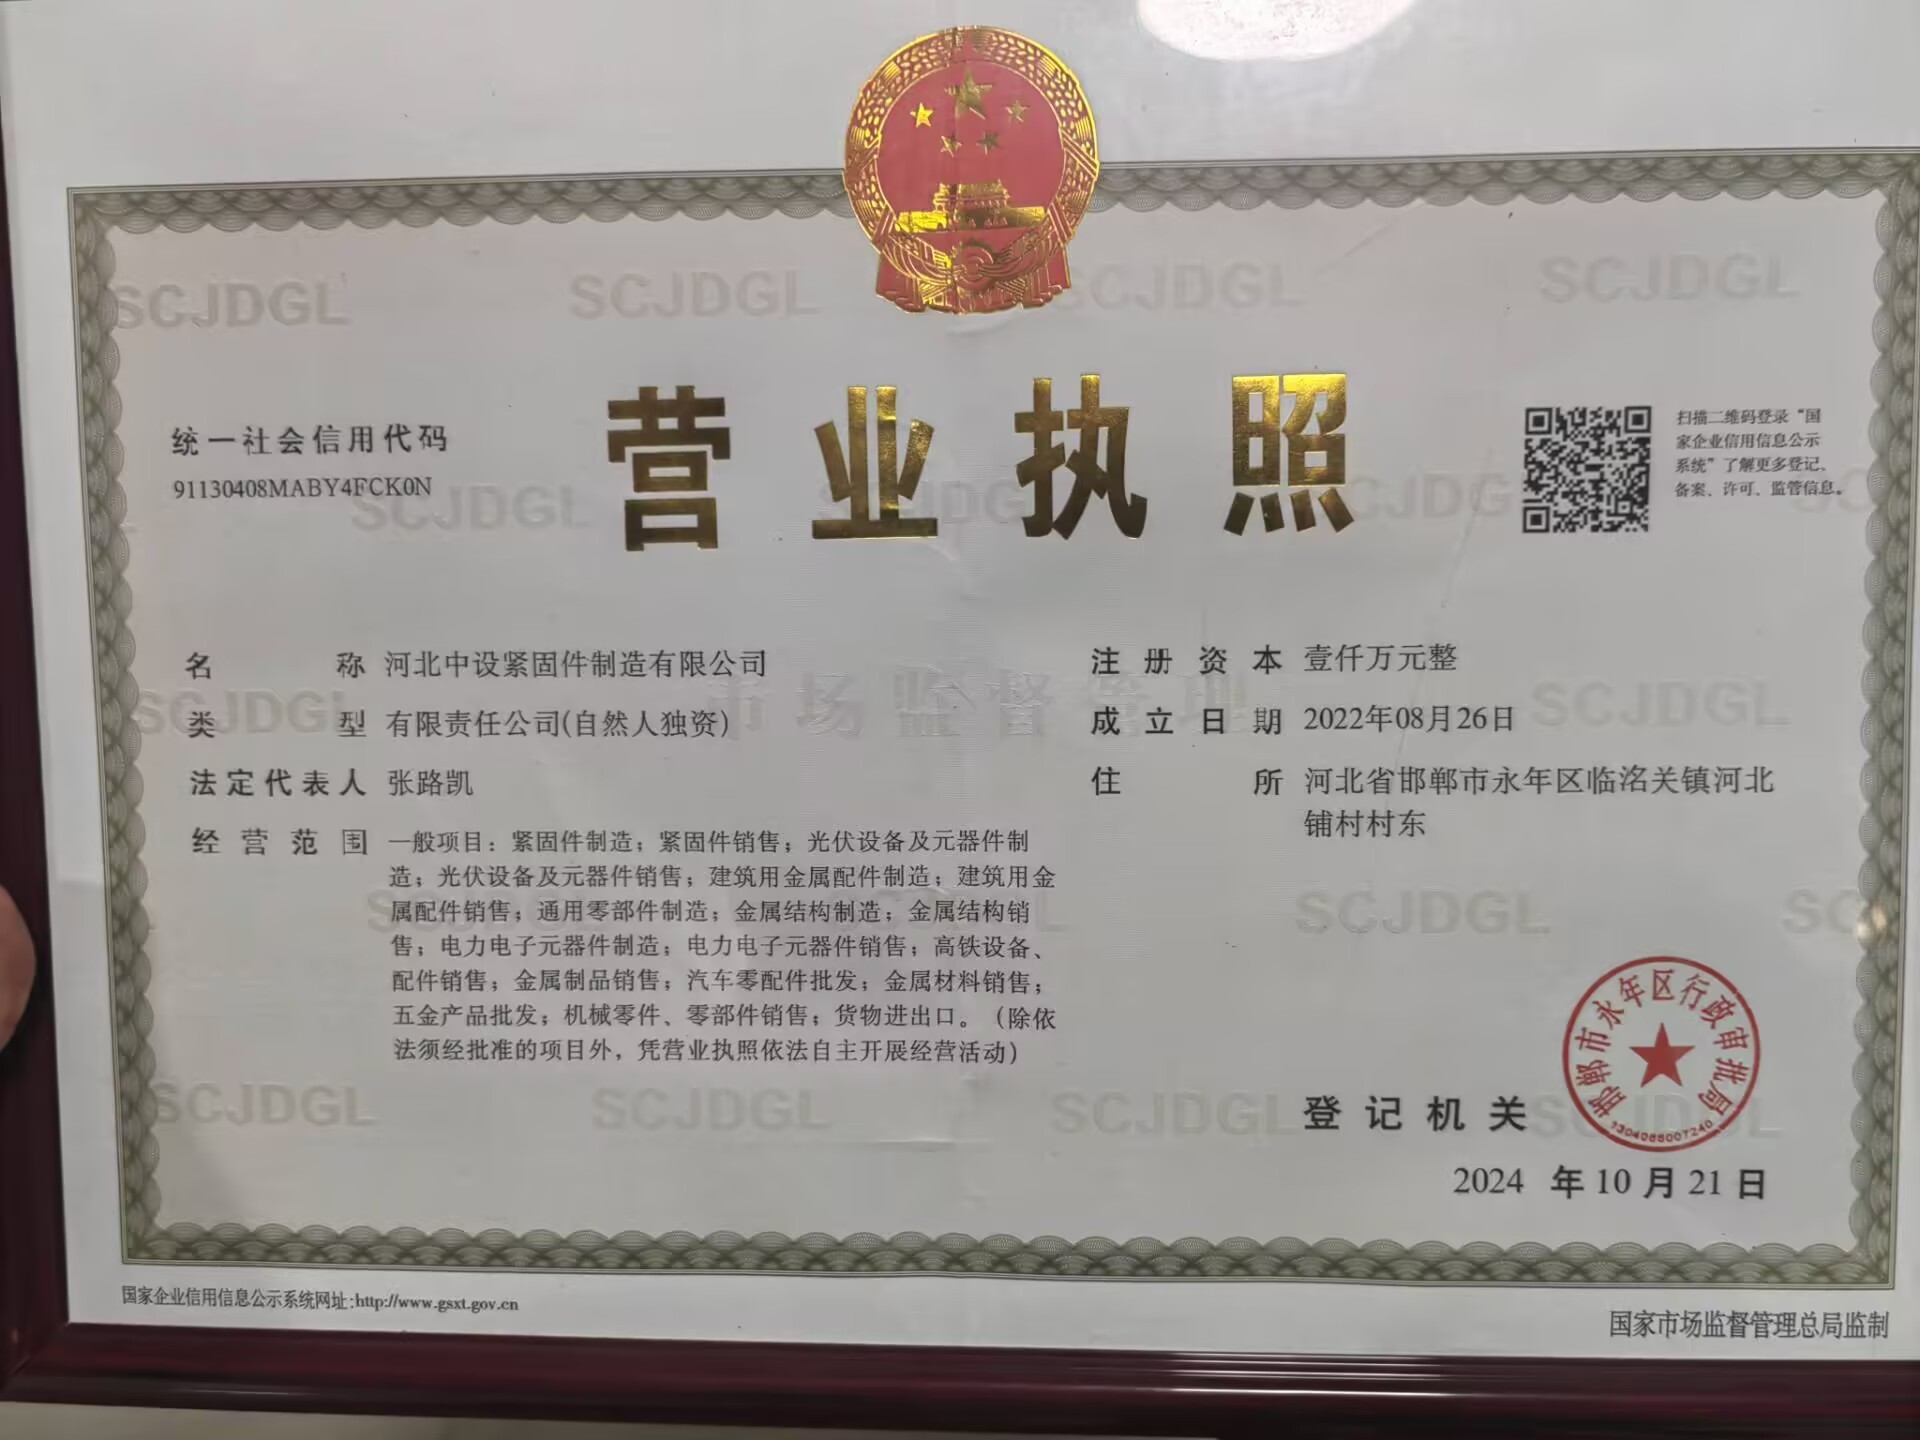 营业执照
统一社会信用代码
91130408MABY4FCK0N
扫描二维码登录“国
家企业信用信息公示
系统”了解更多登记、
备案、许可、监管信息。
名称 河北中设紧固件制造有限公司
类型 有限责任公司(自然人独资)
法定代表人 张路凯
经营范围 一般项目：紧固件制造；紧固件销售；光伏设备及元器件制
造；光伏设备及元器件销售；建筑用金属配件制造；建筑用金
属配件销售；通用零部件制造；金属结构制造；金属结构销
售；电力电子元器件制造；电力电子元器件销售；高铁设备、
配件销售；金属制品销售；汽车零配件批发；金属材料销售；
五金产品批发；机械零件、零部件销售；货物进出口。（除依
法须经批准的项目外，凭营业执照依法自主开展经营活动）
注册资本 壹仟万元整
成立日期 2022年08月26日
住所 河北省邯郸市永年区临洺关镇河北
铺村村东
登记机关
邯郸市永年区行政审批局
1304086007240
2024 年 10 月 21 日
国家企业信用信息公示系统网址:http://www.gsxt.gov.cn
国家市场监督管理总局监制
SCJDGL
市场监督管理